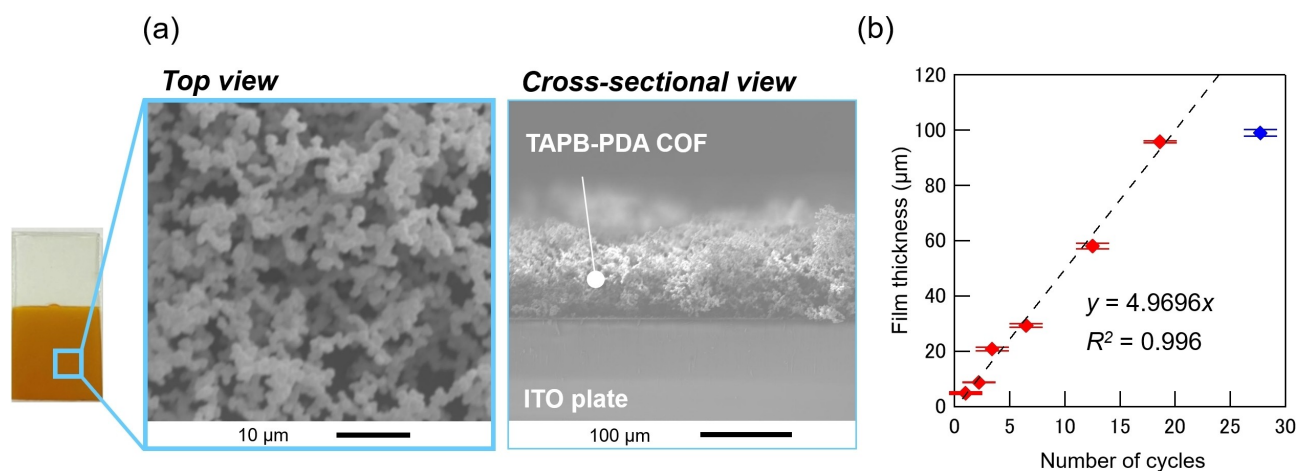 (a)
Top view
Cross-sectional view
TAPB-PDA COF
ITO plate
10 μm
100 μm
(b)
Film thickness (μm)
120
100
80
60
40
20
0
y = 4.9696x
R² = 0.996
0 5 10 15 20 25 30
Number of cycles